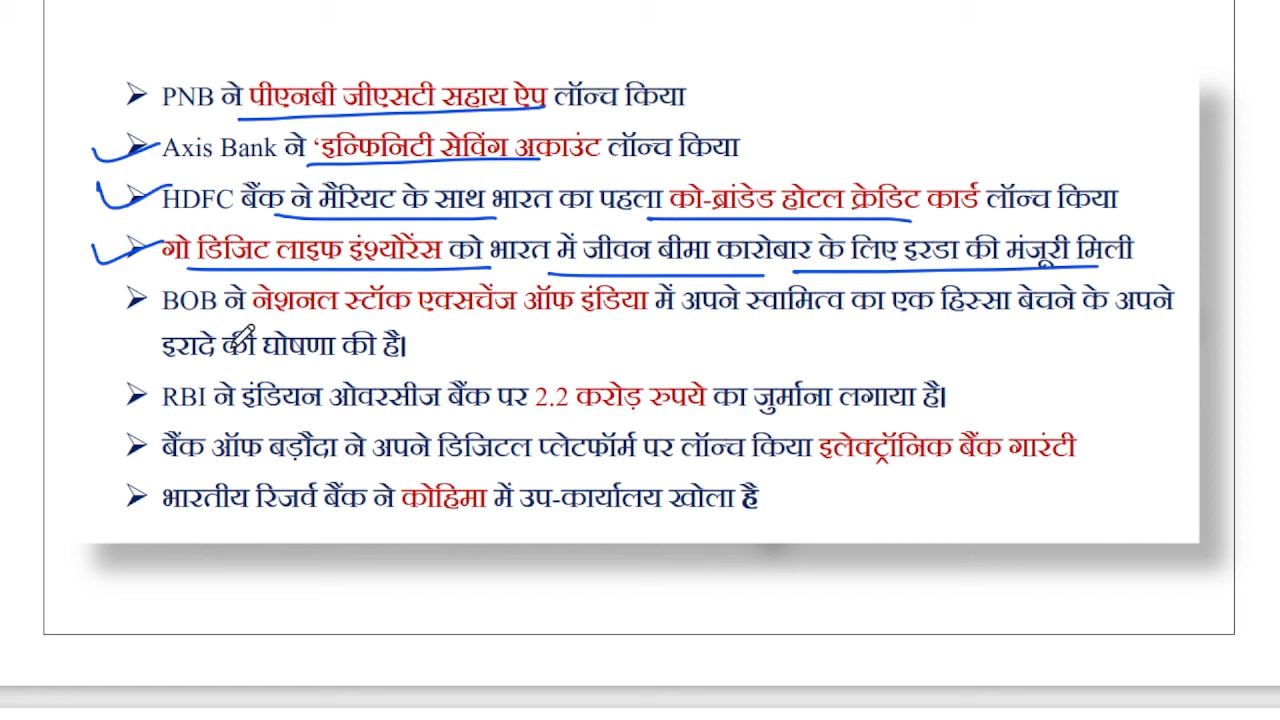 PNB ने पीएनबी जीएसटी सहाय ऐप लॉन्च किया
Axis Bank ने ‘इन्फिनिटी सेविंग अकाउंट लॉन्च किया
HDFC बैंक ने मैरियट के साथ भारत का पहला को-ब्रांडेड होटल क्रेडिट कार्ड लॉन्च किया
गो डिजिट लाइफ इंश्योरेंस को भारत में जीवन बीमा कारोबार के लिए इरडा की मंजूरी मिली
BOB ने नेशनल स्टॉक एक्सचेंज ऑफ इंडिया में अपने स्वामित्व का एक हिस्सा बेचने के अपने
इरादे की घोषणा की है।
RBI ने इंडियन ओवरसीज बैंक पर 2.2 करोड़ रुपये का जुर्माना लगाया है।
बैंक ऑफ बड़ौदा ने अपने डिजिटल प्लेटफॉर्म पर लॉन्च किया इलेक्ट्रॉनिक बैंक गारंटी
भारतीय रिजर्व बैंक ने कोहिमा में उप-कार्यालय खोला है